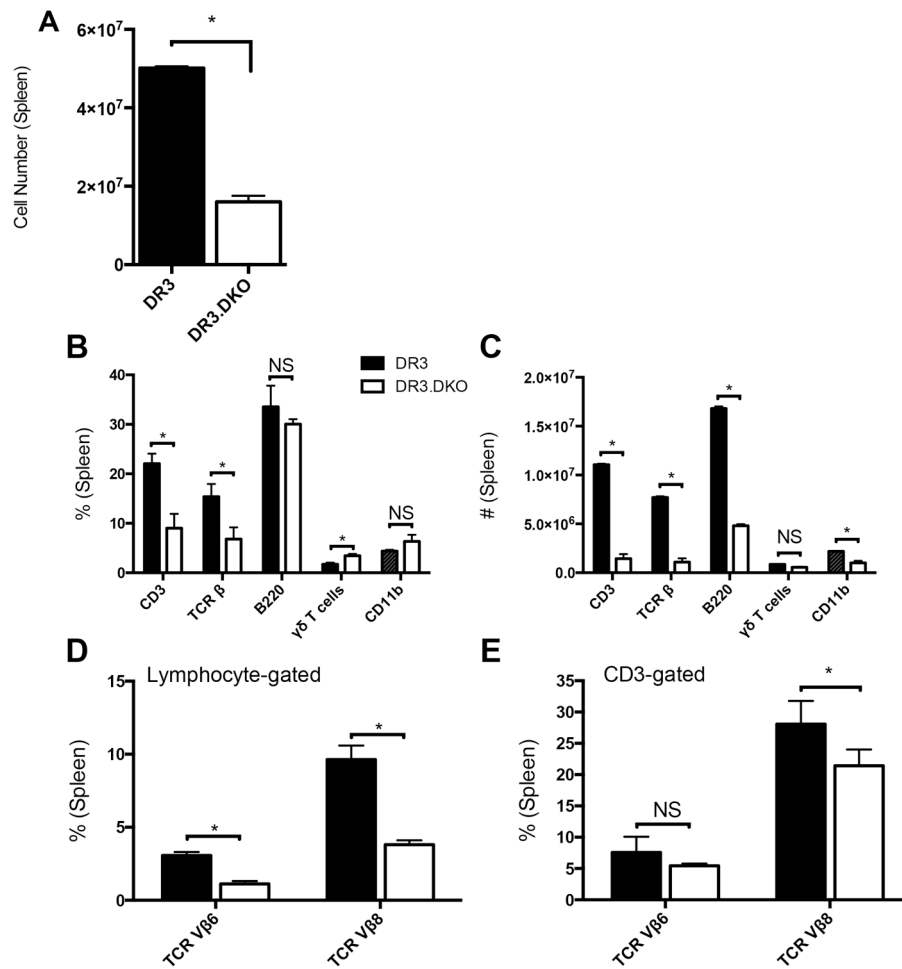 A
Cell Number (Spleen)
6×10⁷
4×10⁷
2×10⁷
0
*
DR3
DR3.DKO
B
% (Spleen)
40
30
20
10
0
*
*
NS
*
NS
DR3
DR3.DKO
CD3
TCR β
B220
γδ T cells
CD11b
C
# (Spleen)
2.0×10⁷
1.5×10⁷
1.0×10⁷
5.0×10⁶
0.0
*
*
*
NS
*
CD3
TCR β
B220
γδ T cells
CD11b
D
Lymphocyte-gated
% (Spleen)
15
10
5
0
*
*
TCR Vβ6
TCR Vβ8
E
CD3-gated
% (Spleen)
35
30
25
20
15
10
5
0
NS
*
TCR Vβ6
TCR Vβ8